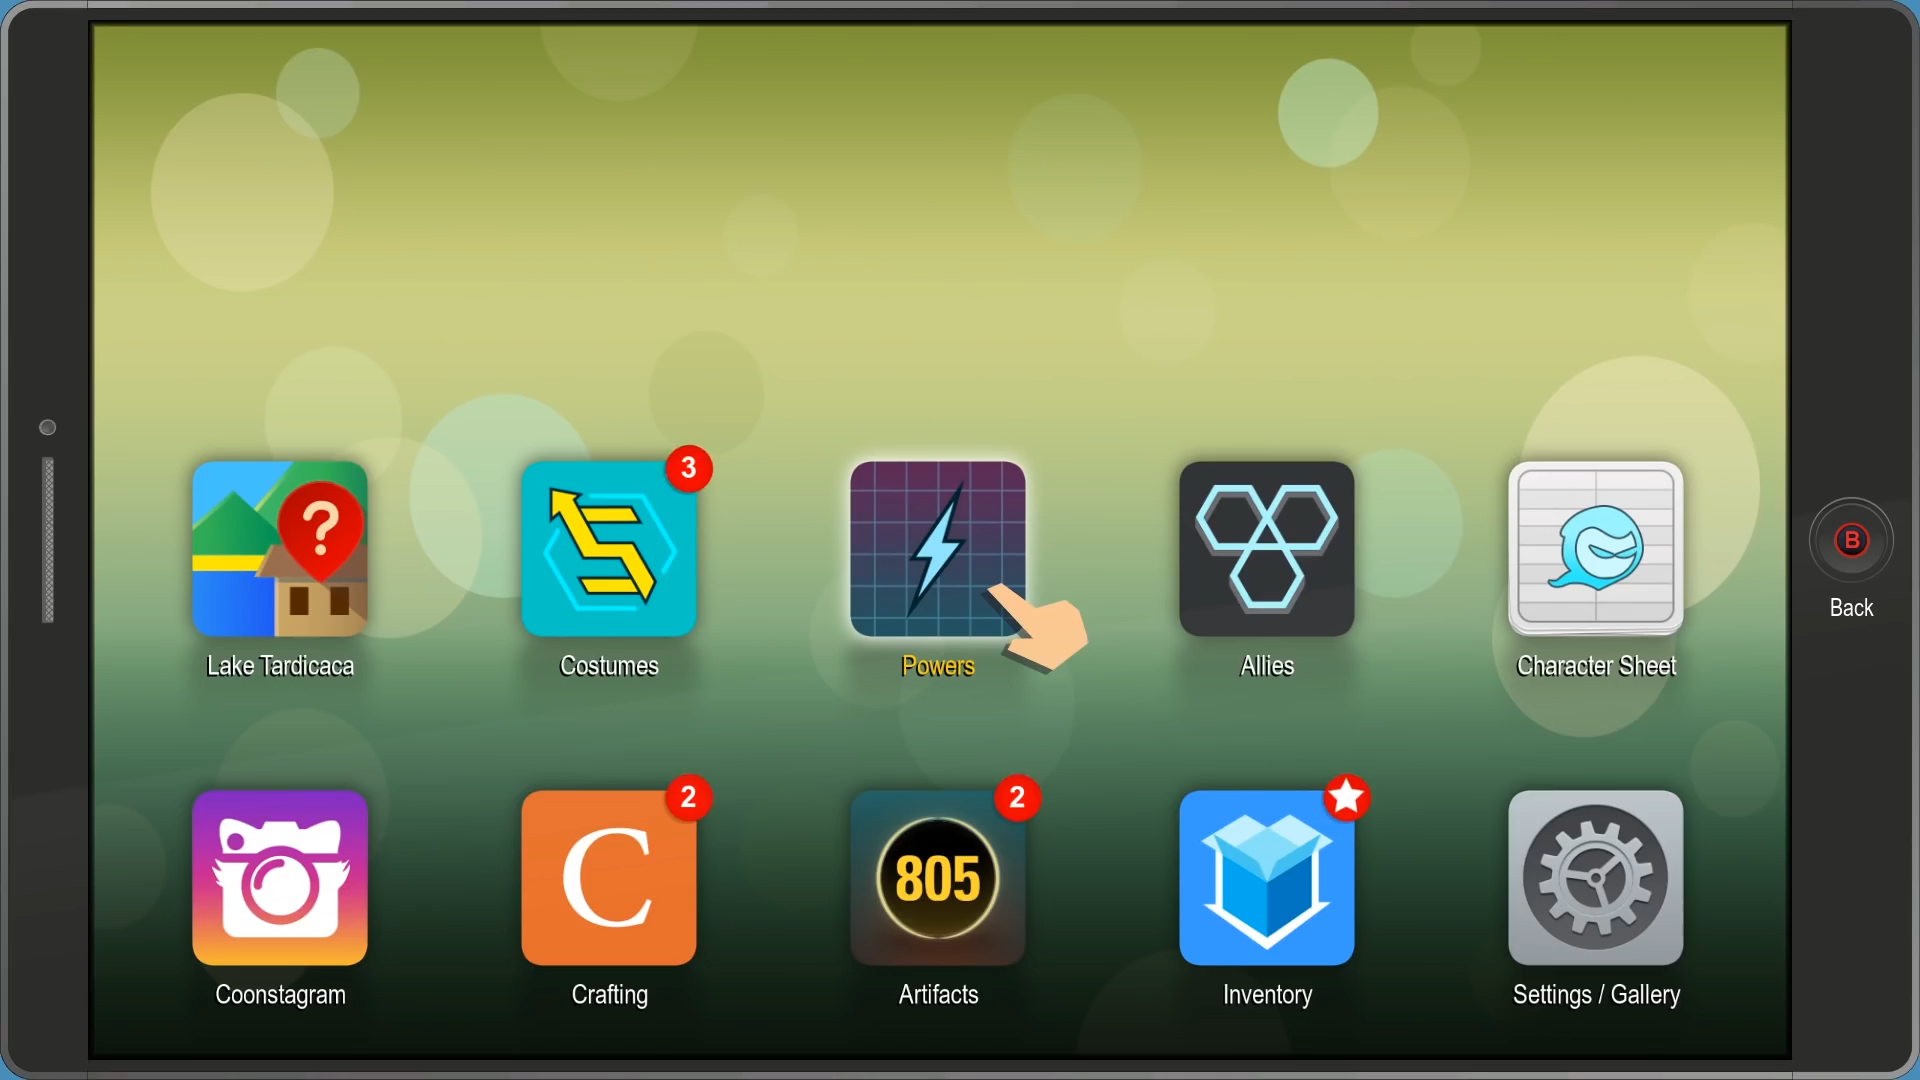 ?
3
B
Back
Lake Tardicaca
Costumes
Powers
Allies
Character Sheet
2
2
C
805
Coonstagram
Crafting
Artifacts
Inventory
Settings / Gallery